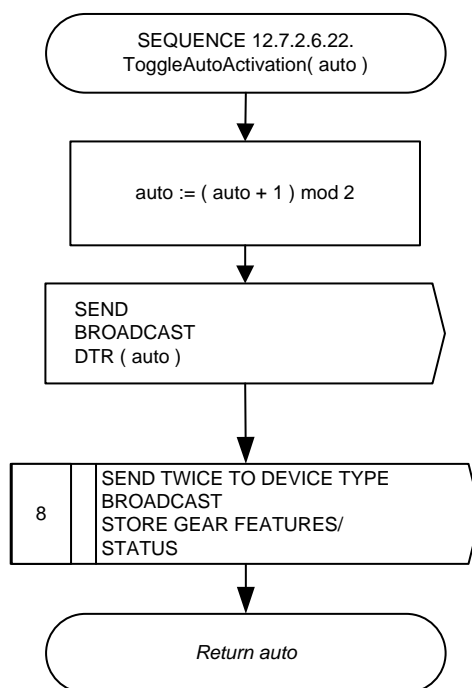 SEQUENCE 12.7.2.6.22.
ToggleAutoActivation( auto )
auto := ( auto + 1 ) mod 2
SEND
BROADCAST
DTR ( auto )
8
SEND TWICE TO DEVICE TYPE
BROADCAST
STORE GEAR FEATURES/
STATUS
Return auto